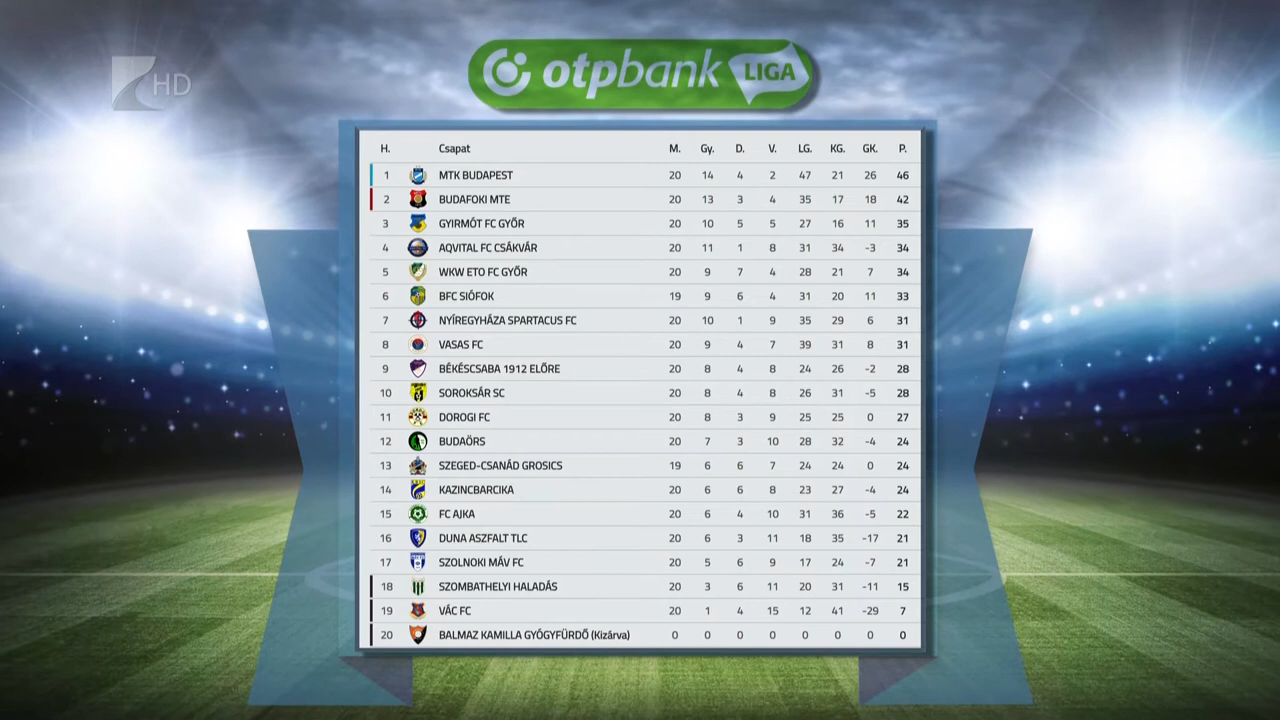 HD
otpbank LIGA
H. Csapat M. Gy. D. V. LG. KG. GK. P.
1 MTK BUDAPEST 20 14 4 2 47 21 26 46
2 BUDAFOKI MTE 20 13 3 4 35 17 18 42
3 GYIRMÓT FC GYŐR 20 10 5 5 27 16 11 35
4 AQVITAL FC CSÁKVÁR 20 11 1 8 31 34 -3 34
5 WKW ETO FC GYŐR 20 9 7 4 28 21 7 34
6 BFC SIÓFOK 19 9 6 4 31 20 11 33
7 NYÍREGYHÁZA SPARTACUS FC 20 10 1 9 35 29 6 31
8 VASAS FC 20 9 4 7 39 31 8 31
9 BÉKÉSCSABA 1912 ELŐRE 20 8 4 8 24 26 -2 28
10 SOROKSÁR SC 20 8 4 8 26 31 -5 28
11 DOROGI FC 20 8 3 9 25 25 0 27
12 BUDAÖRS 20 7 3 10 28 32 -4 24
13 SZEGED-CSANÁD GROSICS 19 6 6 7 24 24 0 24
14 KAZINCBARCIKA 20 6 6 8 23 27 -4 24
15 FC AJKA 20 6 4 10 31 36 -5 22
16 DUNA ASZFALT TLC 20 6 3 11 18 35 -17 21
17 SZOLNOKI MÁV FC 20 5 6 9 17 24 -7 21
18 SZOMBATHELYI HALADÁS 20 3 6 11 20 31 -11 15
19 VÁC FC 20 1 4 15 12 41 -29 7
20 BALMAZ KAMILLA GYÓGYFÜRDŐ (Kizárva) 0 0 0 0 0 0 0 0